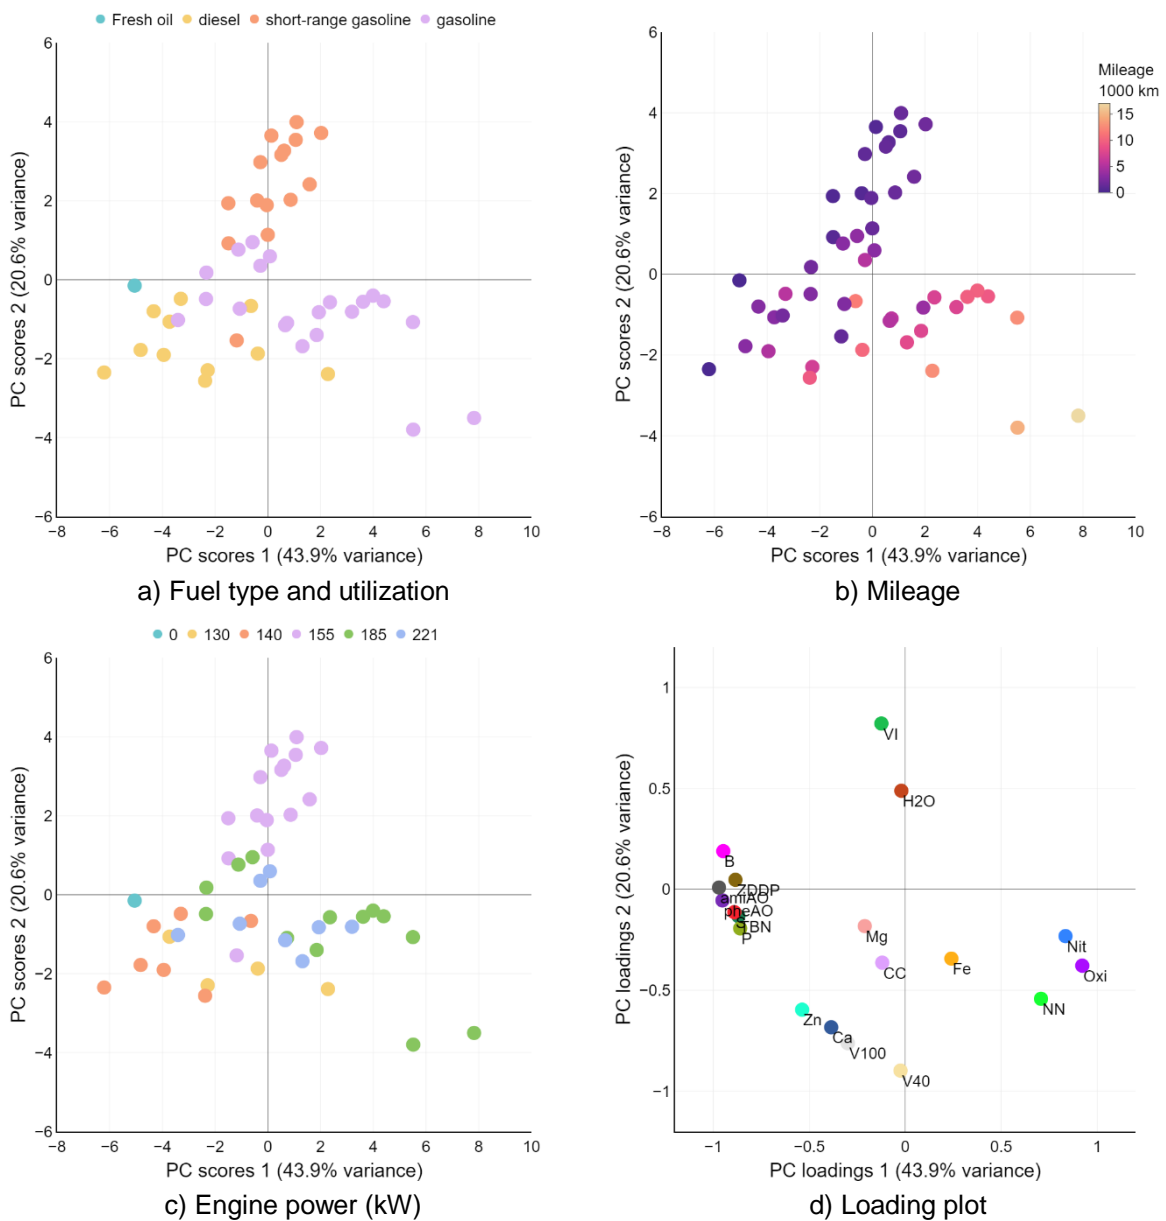 Fresh oil diesel short-range gasoline gasoline
6
4
2
0
−2
−4
−6
−8 −6 −4 −2 0 2 4 6 8 10
PC scores 2 (20.6% variance)
PC scores 1 (43.9% variance)
a) Fuel type and utilization
Mileage
1000 km
15
10
5
0
6
4
2
0
−2
−4
−6
−8 −6 −4 −2 0 2 4 6 8 10
PC scores 2 (20.6% variance)
PC scores 1 (43.9% variance)
b) Mileage
0 130 140 155 185 221
6
4
2
0
−2
−4
−6
−8 −6 −4 −2 0 2 4 6 8 10
PC scores 2 (20.6% variance)
PC scores 1 (43.9% variance)
c) Engine power (kW)
1
0.5
0
−0.5
−1
PC loadings 2 (20.6% variance)
VI
H2O
B
ZDDP
amiAO
pheAO
S
TBN
P
Mg
CC
Fe
Nit
Oxi
NN
Zn
Ca
V100
V40
−1 −0.5 0 0.5 1
PC loadings 1 (43.9% variance)
d) Loading plot